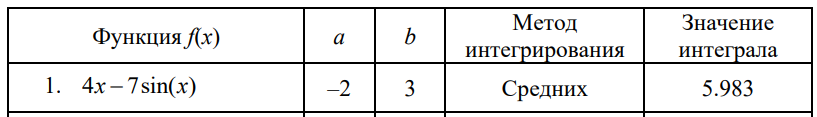 Функция f(x) a b Метод интегрирования Значение интеграла
1. 4x – 7sin(x) –2 3 Средних 5.983